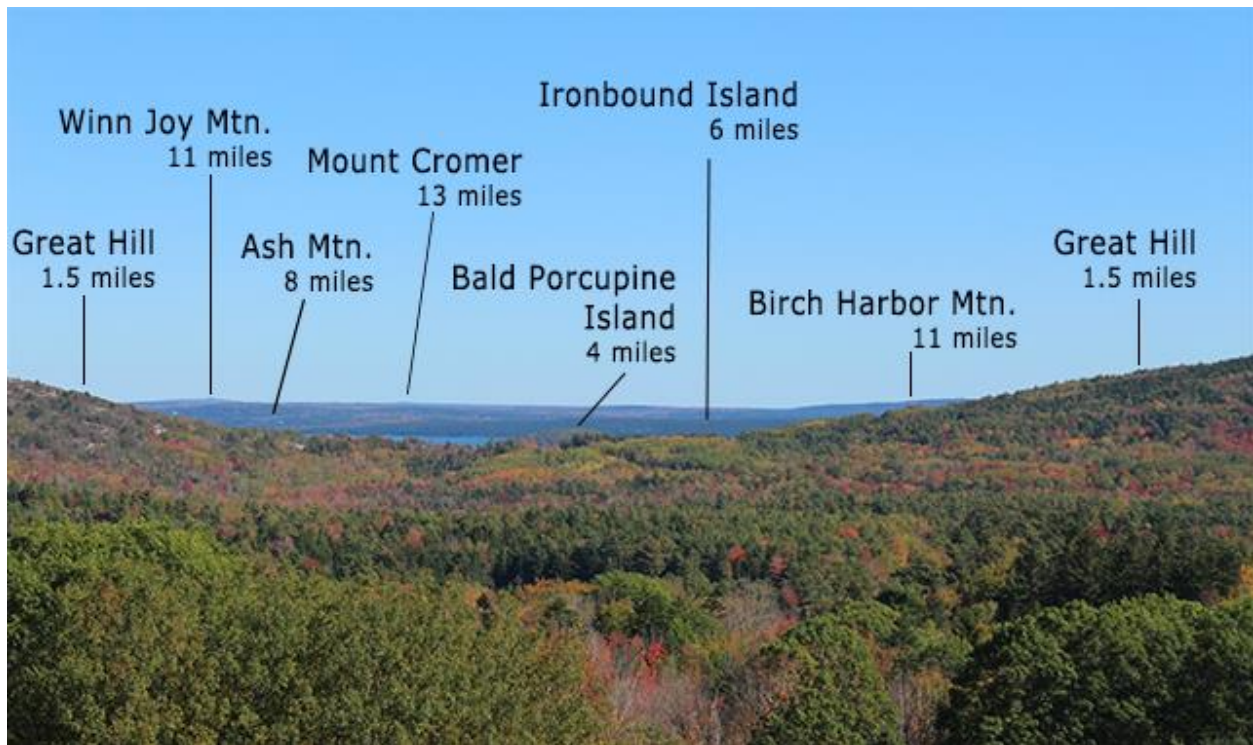 Ironbound Island
6 miles
Winn Joy Mtn.
11 miles
Mount Cromer
13 miles
Great Hill
1.5 miles
Ash Mtn.
8 miles
Bald Porcupine
Island
4 miles
Birch Harbor Mtn.
11 miles
Great Hill
1.5 miles